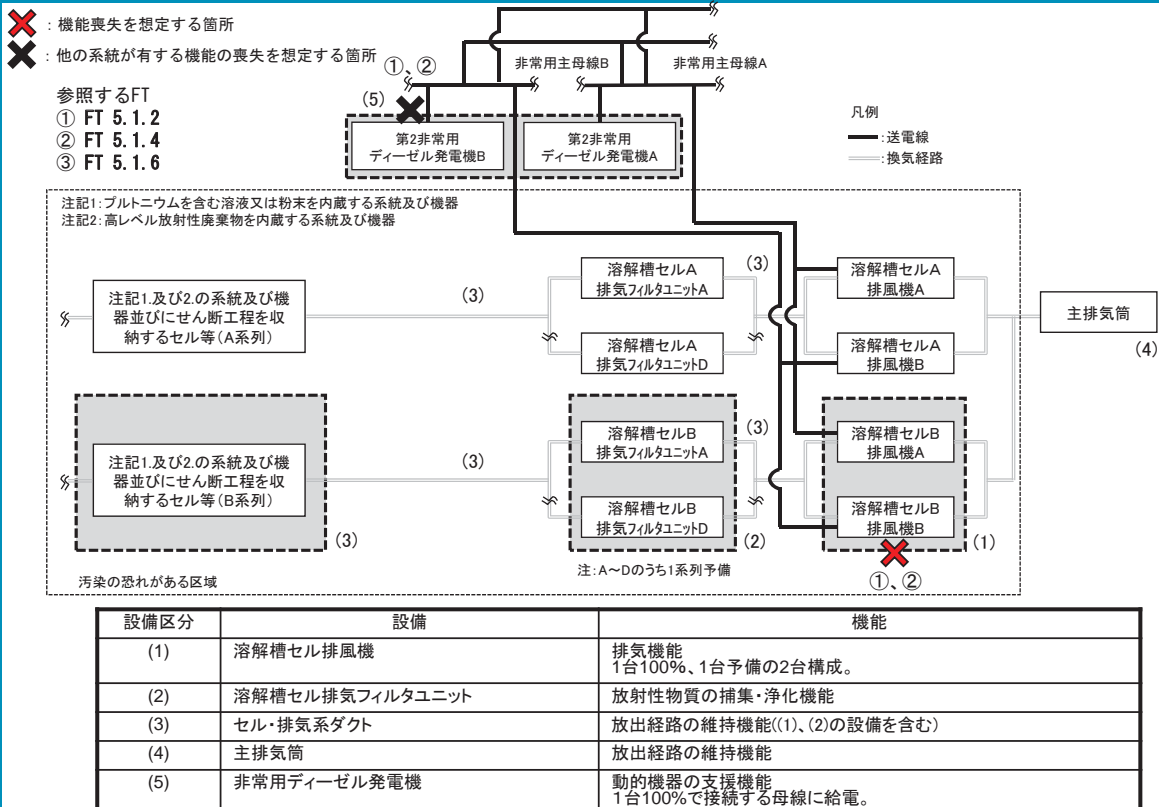 ：機能喪失を想定する箇所
：他の系統が有する機能の喪失を想定する箇所
参照するFT
① FT 5.1.2
② FT 5.1.4
③ FT 5.1.6
①、②
非常用主母線B
非常用主母線A
(5)
第2非常用
ディーゼル発電機B
第2非常用
ディーゼル発電機A
凡例
:送電線
:換気経路
注記1：プルトニウムを含む溶液又は粉末を内蔵する系統及び機器
注記2：高レベル放射性廃棄物を内蔵する系統及び機器
注記1.及び2.の系統及び機
器並びにせん断工程を収
納するセル等（A系列）
(3)
溶解槽セルA
排気フィルタユニットA
(3)
溶解槽セルA
排風機A
溶解槽セルA
排気フィルタユニットD
溶解槽セルA
排風機B
主排気筒
(4)
注記1.及び2.の系統及び機
器並びにせん断工程を収
納するセル等（B系列）
(3)
(3)
溶解槽セルB
排気フィルタユニットA
(3)
溶解槽セルB
排風機A
溶解槽セルB
排気フィルタユニットD
(2)
溶解槽セルB
排風機B
(1)
①、②
注：A～Dのうち1系列予備
汚染の恐れがある区域
設備区分 設備 機能
(1) 溶解槽セル排風機 排気機能
1台100%、1台予備の2台構成。
(2) 溶解槽セル排気フィルタユニット 放射性物質の捕集・浄化機能
(3) セル・排気系ダクト 放出経路の維持機能((1)、(2)の設備を含む)
(4) 主排気筒 放出経路の維持機能
(5) 非常用ディーゼル発電機 動的機器の支援機能
1台100%で接続する母線に給電。